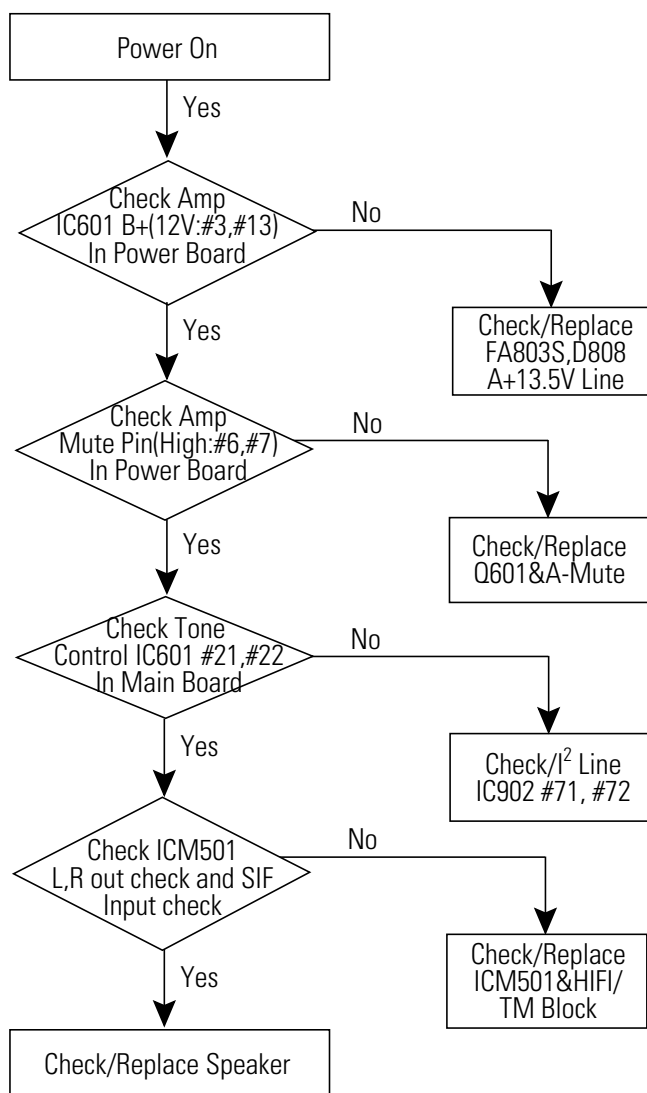 Power On
Yes
Check Amp
IC601 B+(12V:#3,#13)
In Power Board
No
Check/Replace
FA803S,D808
A+13.5V Line
Yes
Check Amp
Mute Pin(High:#6,#7)
In Power Board
No
Check/Replace
Q601&A-Mute
Yes
Check Tone
Control IC601 #21,#22
In Main Board
No
Check/I² Line
IC902 #71, #72
Yes
Check ICM501
L,R out check and SIF
Input check
No
Check/Replace
ICM501&HIFI/
TM Block
Yes
Check/Replace Speaker